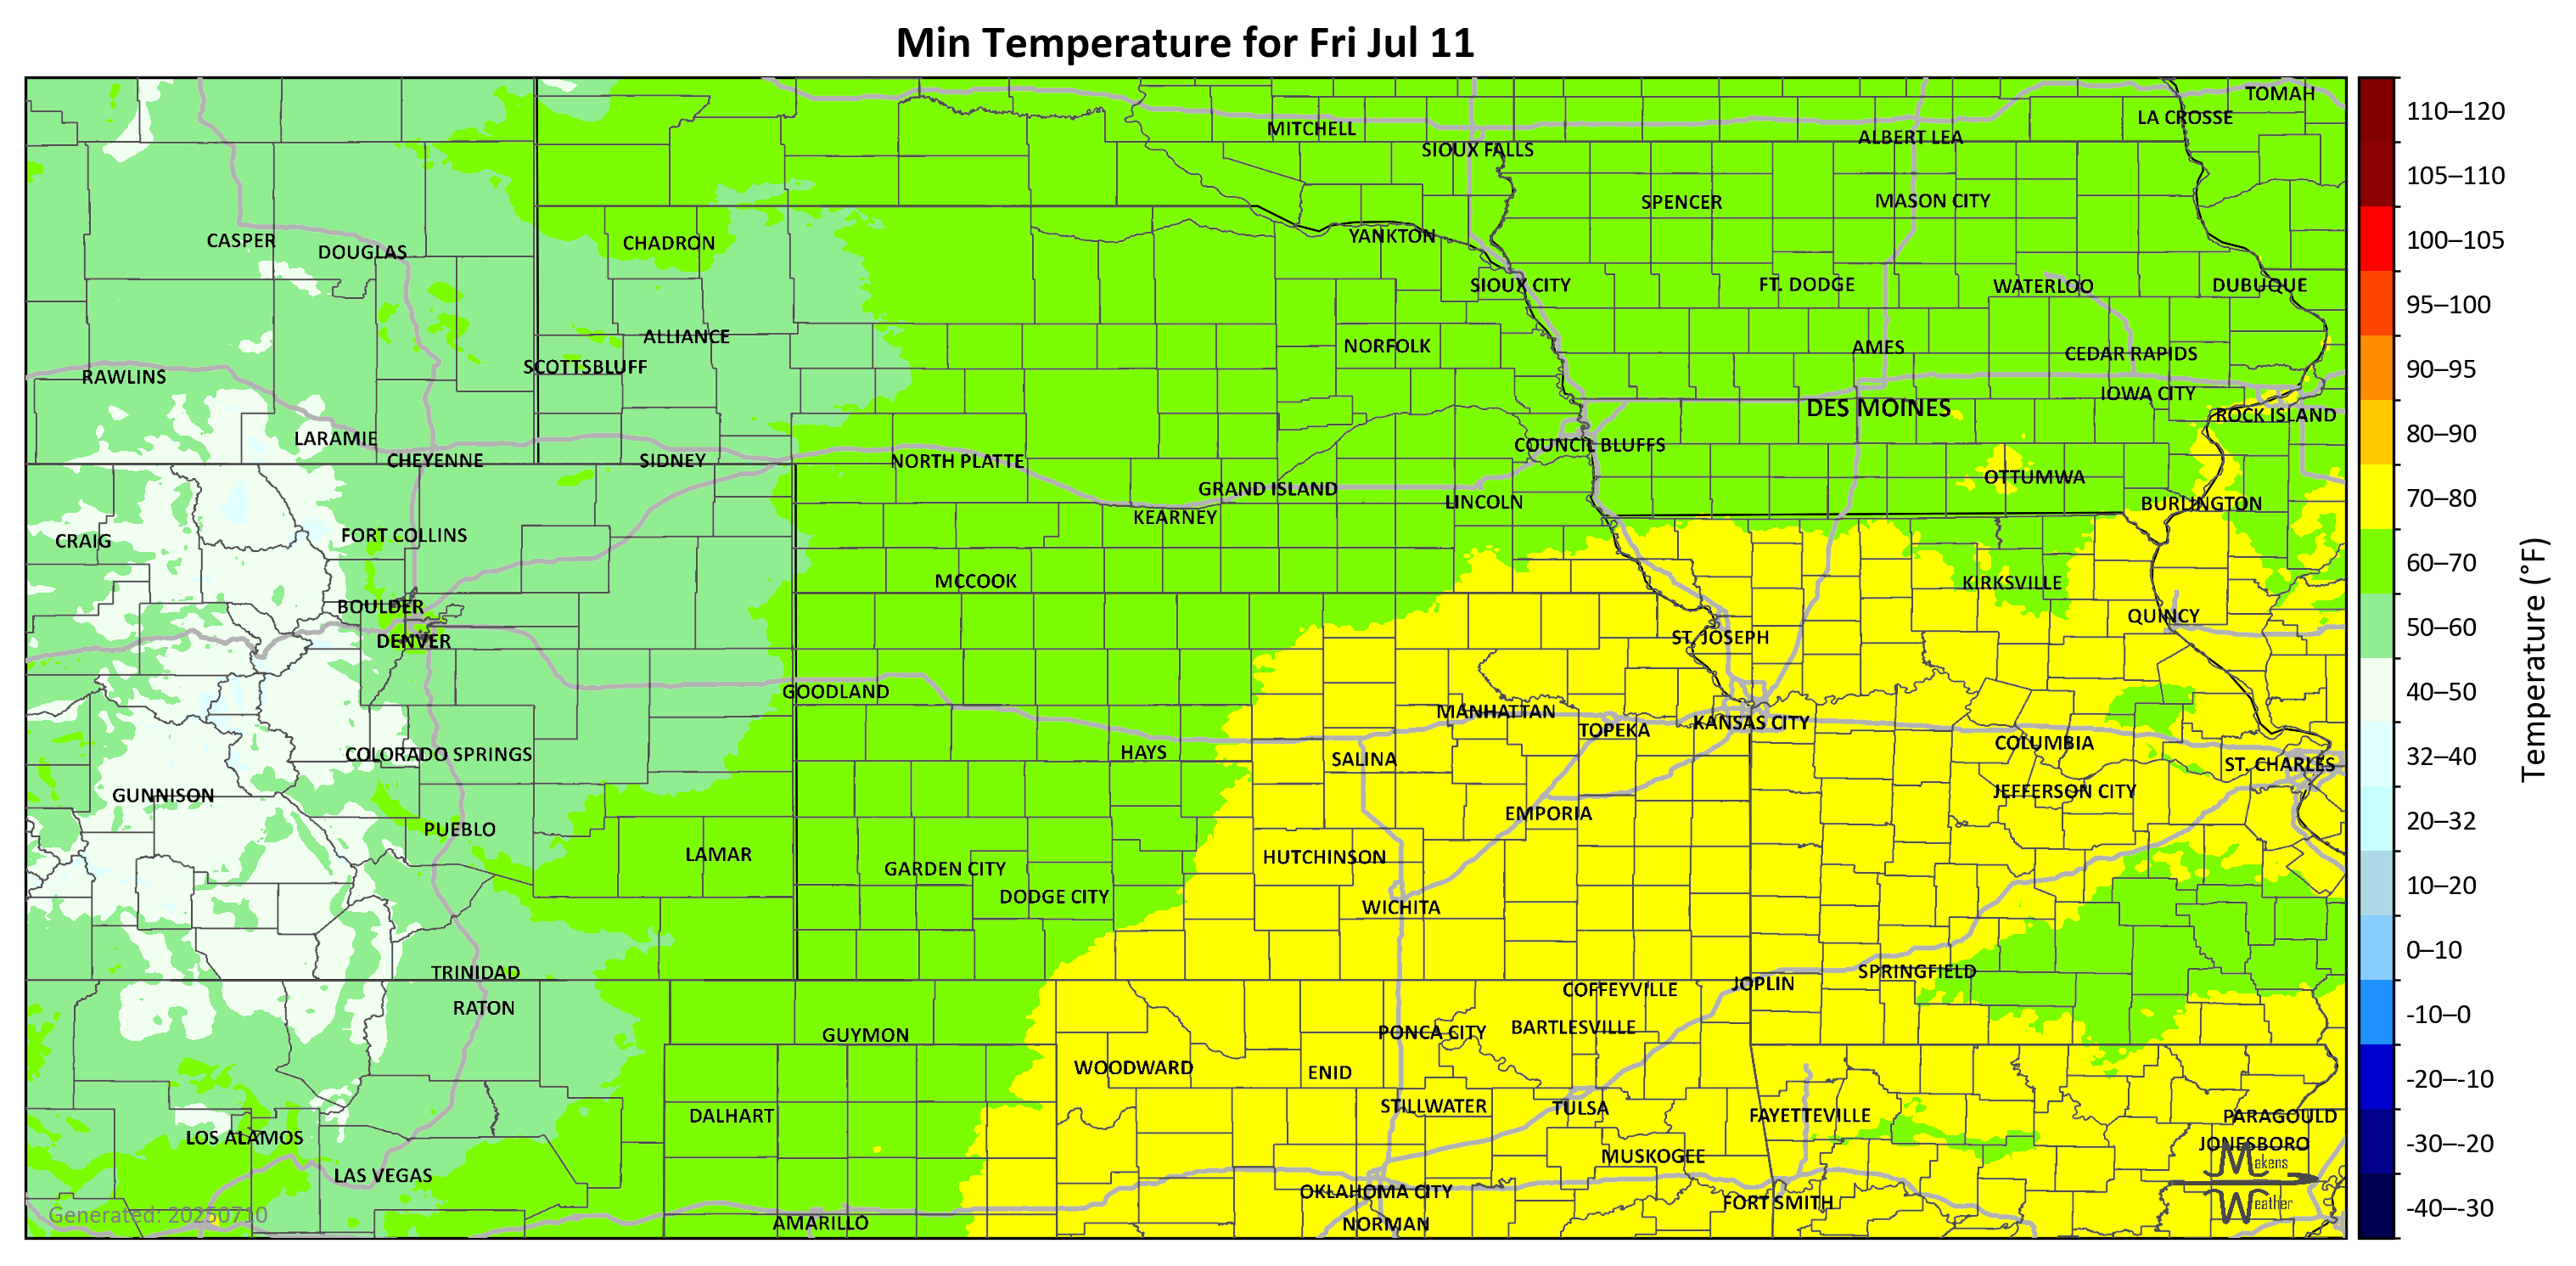 Min Temperature for Fri Jul 11
TOMAH
LA CROSSE
MITCHELL
ALBERT LEA
SIOUX FALLS
SPENCER
MASON CITY
CASPER
DOUGLAS
CHADRON
YANKTON
SIOUX CITY
FT. DODGE
WATERLOO
DUBUQUE
ALLIANCE
NORFOLK
AMES
CEDAR RAPIDS
SCOTTSBLUFF
RAWLINS
IOWA CITY
DES MOINES
ROCK ISLAND
LARAMIE
COUNCIL BLUFFS
CHEYENNE
SIDNEY
NORTH PLATTE
OTTUMWA
GRAND ISLAND
LINCOLN
BURLINGTON
KEARNEY
CRAIG
FORT COLLINS
MCCOOK
KIRKSVILLE
BOULDER
QUINCY
DENVER
ST. JOSEPH
GOODLAND
MANHATTAN
KANSAS CITY
TOPEKA
COLUMBIA
COLORADO SPRINGS
HAYS
SALINA
ST. CHARLES
GUNNISON
JEFFERSON CITY
EMPORIA
PUEBLO
LAMAR
HUTCHINSON
GARDEN CITY
DODGE CITY
WICHITA
TRINIDAD
SPRINGFIELD
JOPLIN
COFFEYVILLE
RATON
BARTLESVILLE
PONCA CITY
GUYMON
WOODWARD
ENID
STILLWATER
TULSA
DALHART
FAYETTEVILLE
PARAGOULD
LOS ALAMOS
JONESBORO
MUSKOGEE
LAS VEGAS
OKLAHOMA CITY
FORT SMITH
AMARILLO
NORMAN
Generated: 20250710
Makens
Weather
110–120
105–110
100–105
95–100
90–95
80–90
70–80
60–70
50–60
40–50
32–40
20–32
10–20
0–10
-10–0
-20–-10
-30–-20
-40–-30
Temperature (°F)